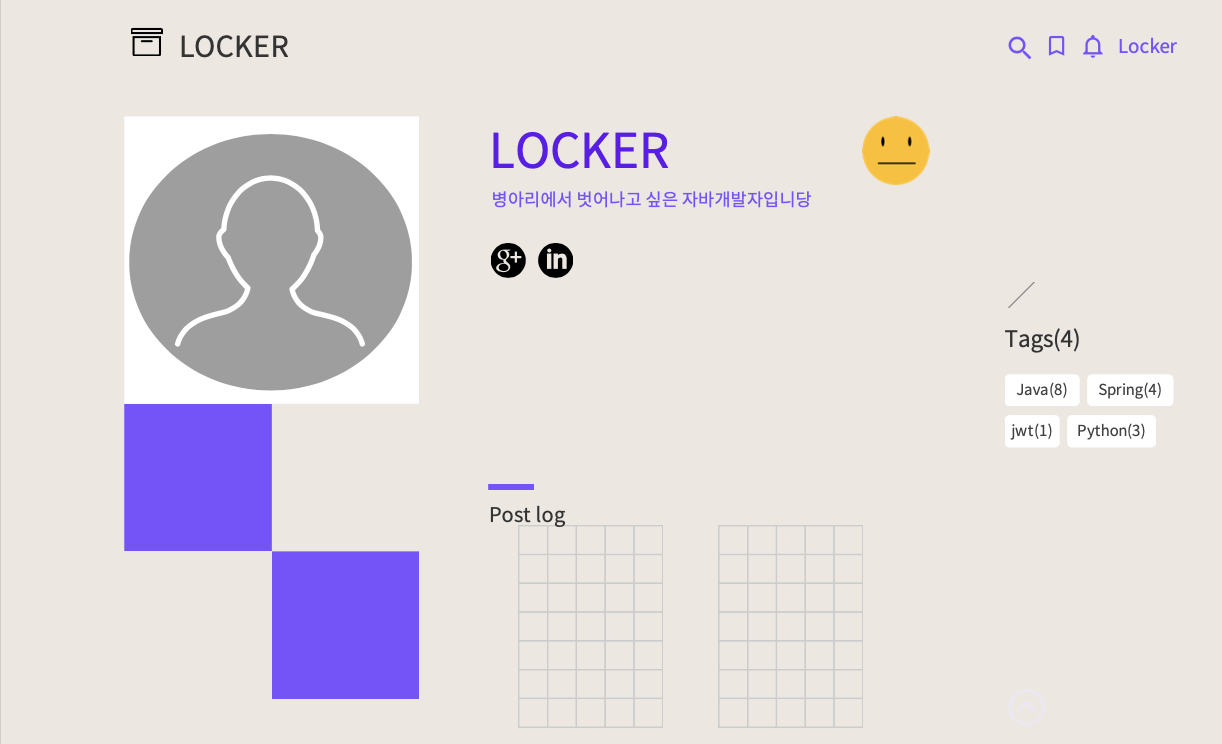 LOCKER
Locker
LOCKER
병아리에서 벗어나고 싶은 자바개발자입니당
g+ in
Tags(4)
Java(8) Spring(4)
jwt(1) Python(3)
Post log